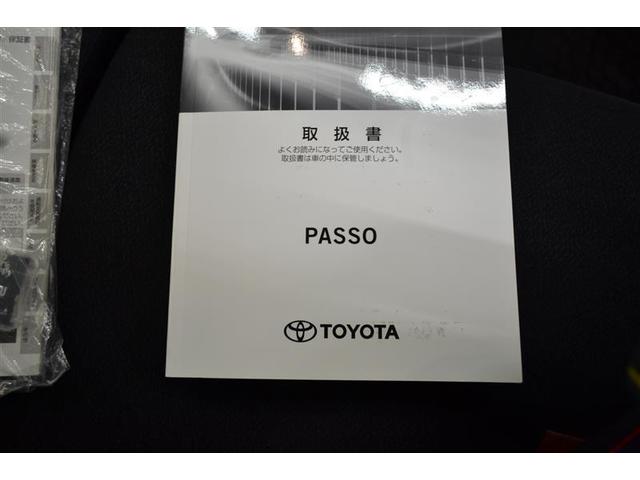 取扱書
よくお読みになってご使用ください。
取扱書は車の中に保管しましょう。
PASSO
TOYOTA